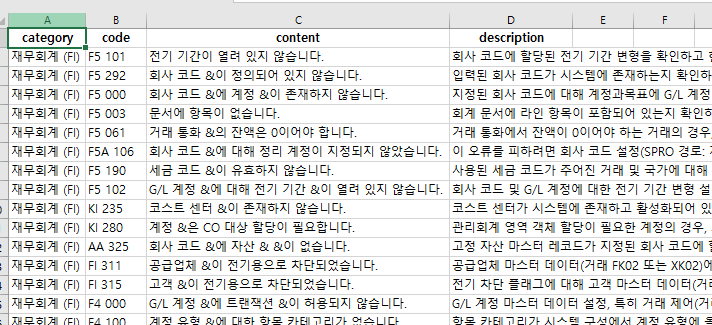 A B C D E F
category code content description
재무회계 (FI) F5 101 전기 기간이 열려 있지 않습니다. 회사 코드에 할당된 전기 기간 변형을 확인하고
재무회계 (FI) F5 292 회사 코드 &이 정의되어 있지 않습니다. 입력된 회사 코드가 시스템에 존재하는지 확인하
재무회계 (FI) F5 000 회사 코드 &에 계정 &이 존재하지 않습니다. 지정된 회사 코드에 대해 계정과목표에 G/L 계정
재무회계 (FI) F5 003 문서에 항목이 없습니다. 회계 문서에 라인 항목이 포함되어 있는지 확인하
재무회계 (FI) F5 061 거래 통화 &의 잔액은 0이어야 합니다. 거래 통화에서 잔액이 0이어야 하는 거래의 경우,
재무회계 (FI) F5A 106 회사 코드 &에 대해 정리 계정이 지정되지 않았습니다. 이 오류를 피하려면 회사 코드 설정(SPRO 경로:
재무회계 (FI) F5 190 세금 코드 &이 유효하지 않습니다. 사용된 세금 코드가 주어진 거래 및 국가에 대해
재무회계 (FI) F5 102 G/L 계정 &에 대해 전기 기간 &이 열려 있지 않습니다. 회사 코드 및 G/L 계정에 대한 전기 기간 변형 설
재무회계 (FI) KI 235 코스트 센터 &이 존재하지 않습니다. 코스트 센터가 시스템에 존재하고 활성화되어 있
재무회계 (FI) KI 280 계정 &은 CO 대상 할당이 필요합니다. 관리회계 영역 객체 할당이 필요한 계정의 경우,
재무회계 (FI) AA 325 회사 코드 &에 자산 & &이 없습니다. 고정 자산 마스터 레코드가 지정된 회사 코드에
재무회계 (FI) FI 311 공급업체 &이 전기용으로 차단되었습니다. 공급업체 마스터 데이터(거래 FK02 또는 XK02)에
재무회계 (FI) FI 315 고객 &이 전기용으로 차단되었습니다. 전기 차단 플래그에 대해 고객 마스터 데이터(거
재무회계 (FI) F4 000 G/L 계정 &에 트랜잭션 &이 허용되지 않습니다. G/L 계정 마스터 데이터 설정, 특히 거래 제어(거
재무회계 (FI) F4 100 계정 유형 &에 대한 항목 카테고리가 없습니다. 항목 카테고리가 시스템 구성에서 계정 유형에